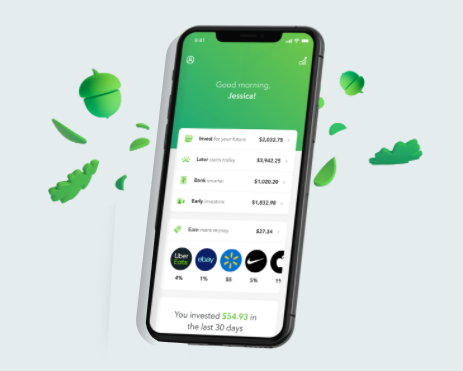 9:41
Good morning,
Jessica!
Invest for your future $2,032.75
Later starts today $3,942.25
Bank smarter $1,020.20
Early investors $1,832.90
Earn more money $27.34
Uber Eats
ebay
4% 1% $5 5%
You invested $54.93 in
the last 30 days